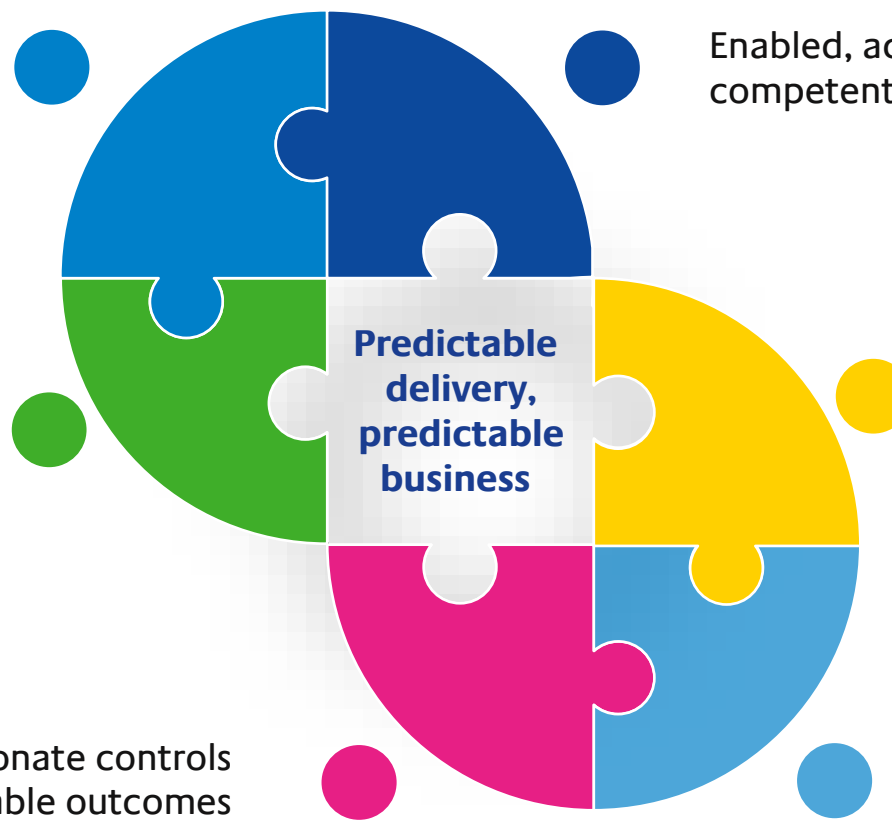 Enabled, ac
competent
Predictable
delivery,
predictable
business
onate controls
able outcomes